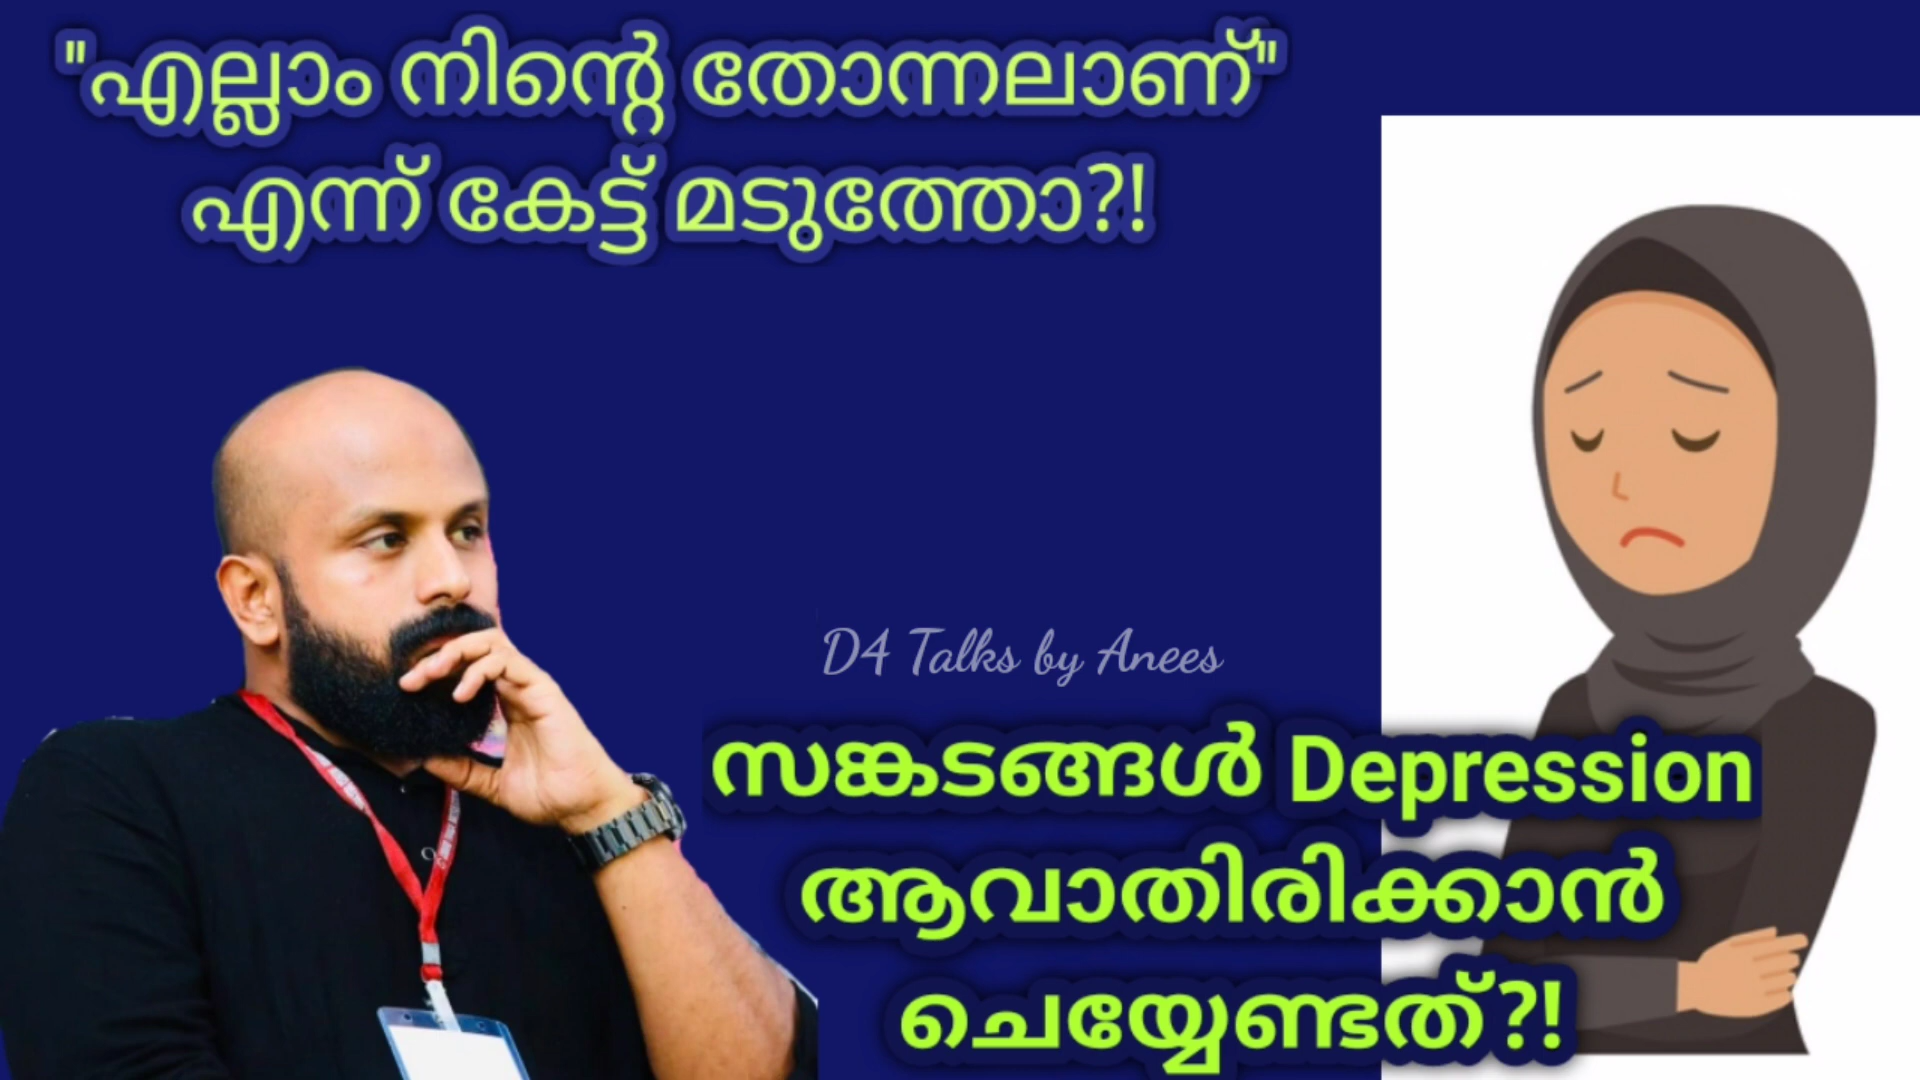 "എല്ലാം നിന്റെ തോന്നലാണ്"
എന്ന് കേട്ട് മടുത്തോ?!
D4 Talks by Anees
സങ്കടങ്ങൾ Depression
ആവാതിരിക്കാൻ
ചെയ്യേണ്ടത്?!